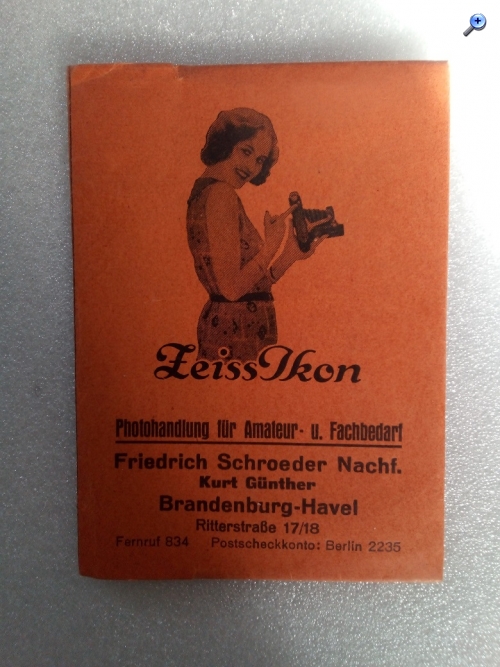 Zeiss Ikon
Photohandlung für Amateur- u. Fachbedarf
Friedrich Schroeder Nachf.
Kurt Günther
Brandenburg-Havel
Ritterstraße 17/18
Fernruf 834 Postscheckkonto: Berlin 2235